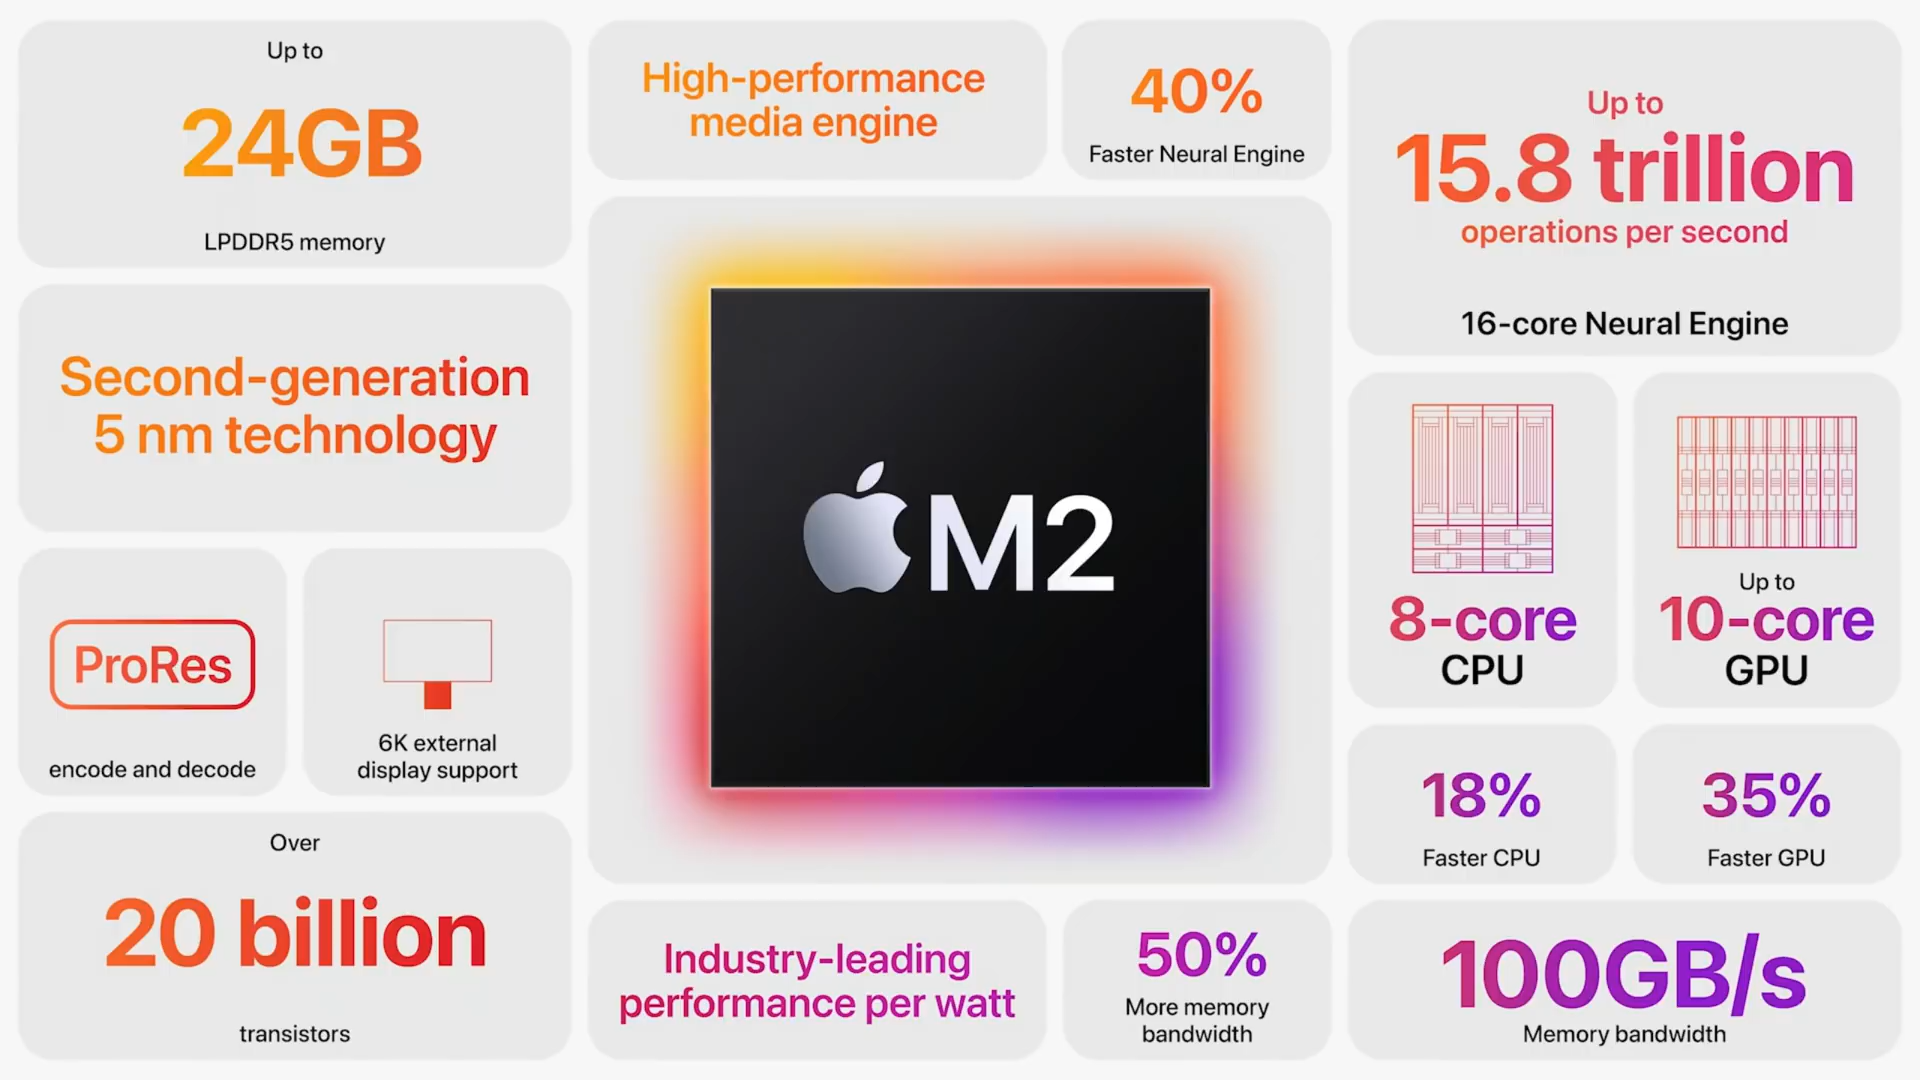 Up to
24GB
LPDDR5 memory
High-performance
media engine
40%
Faster Neural Engine
Up to
15.8 trillion
operations per second
16-core Neural Engine
Second-generation
5 nm technology
M2
8-core
CPU
Up to
10-core
GPU
ProRes
encode and decode
6K external
display support
18%
Faster CPU
35%
Faster GPU
Over
20 billion
transistors
Industry-leading
performance per watt
50%
More memory
bandwidth
100GB/s
Memory bandwidth